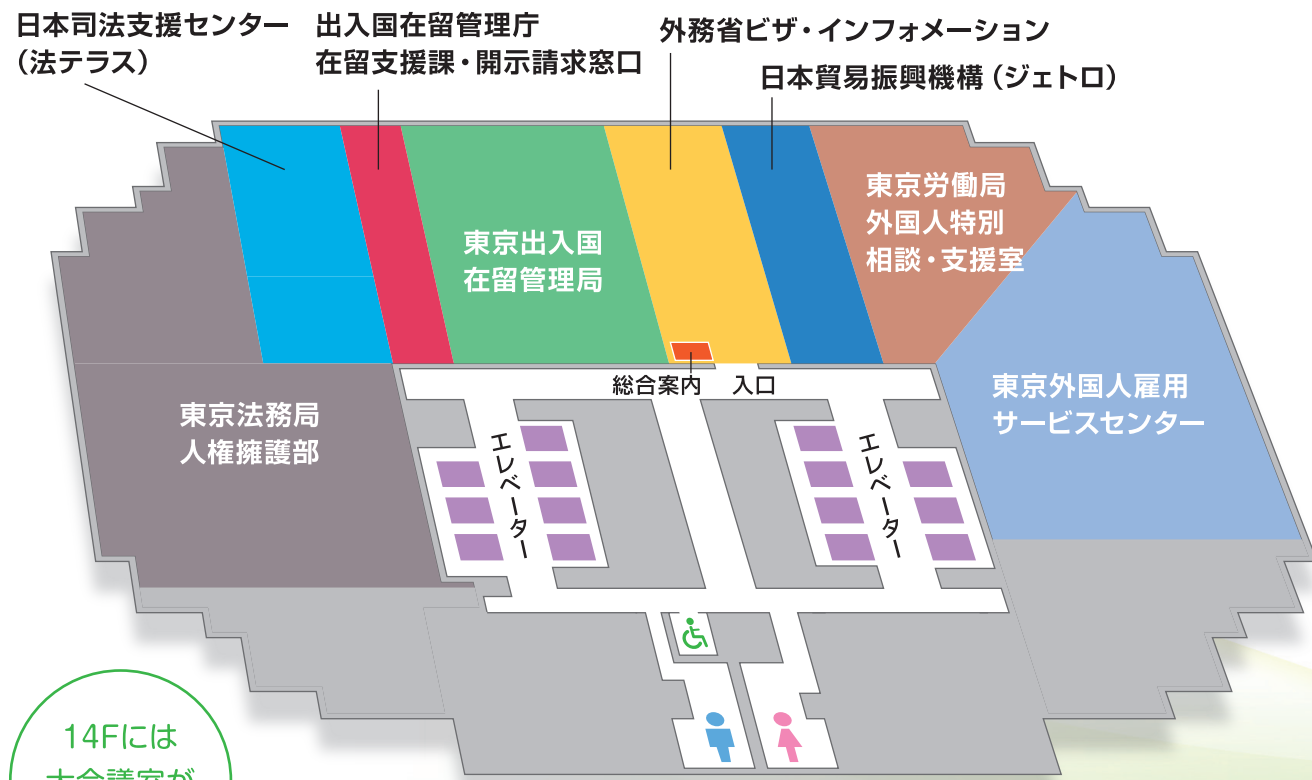 日本司法支援センター
（法テラス）
出入国在留管理庁
在留支援課・開示請求窓口
外務省ビザ・インフォメーション
日本貿易振興機構（ジェトロ）
東京出入国
在留管理局
東京労働局
外国人特別
相談・支援室
総合案内
入口
東京法務局
人権擁護部
東京外国人雇用
サービスセンター
エレベーター
エレベーター
14Fには
大会議室が